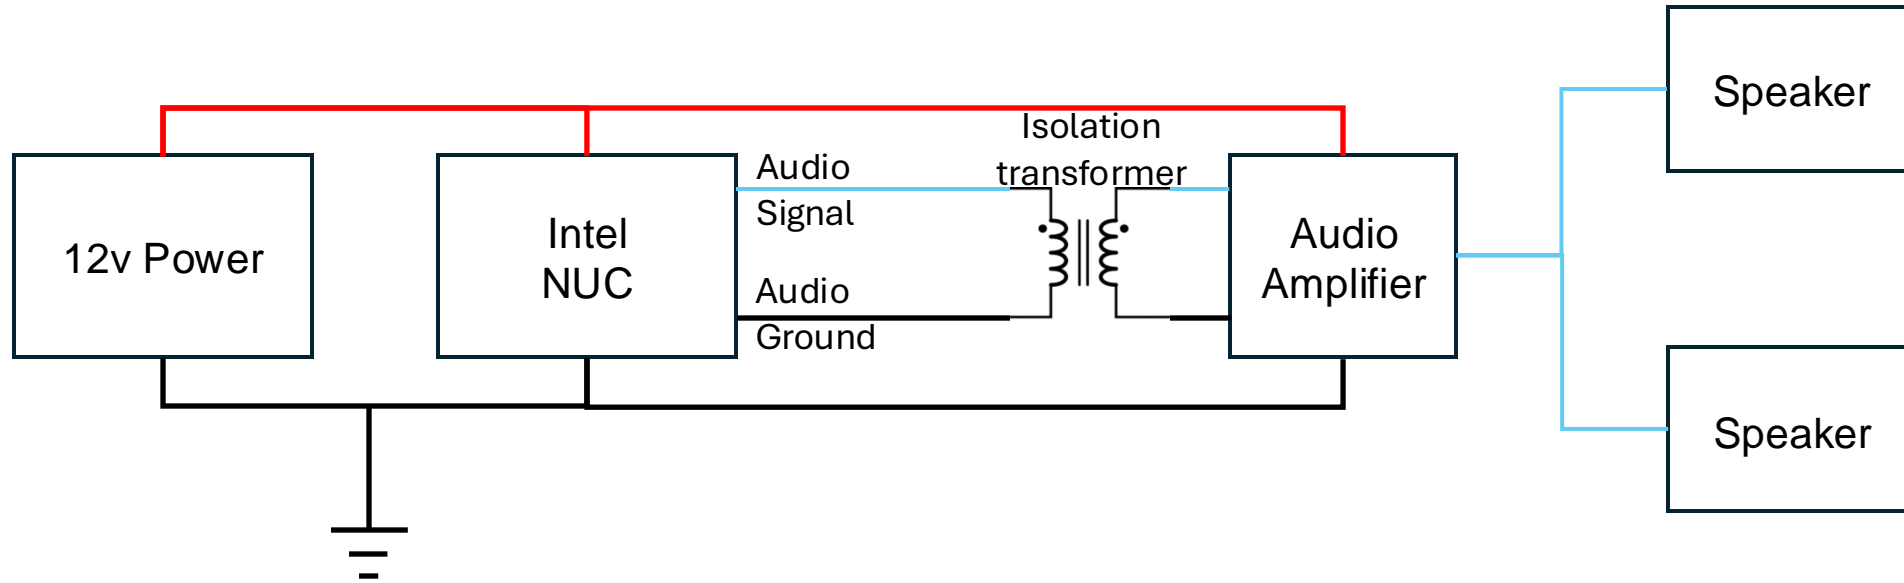 Speaker
Isolation
transformer
Audio
Signal
12v Power
Intel
NUC
Audio
Ground
Audio
Amplifier
Speaker